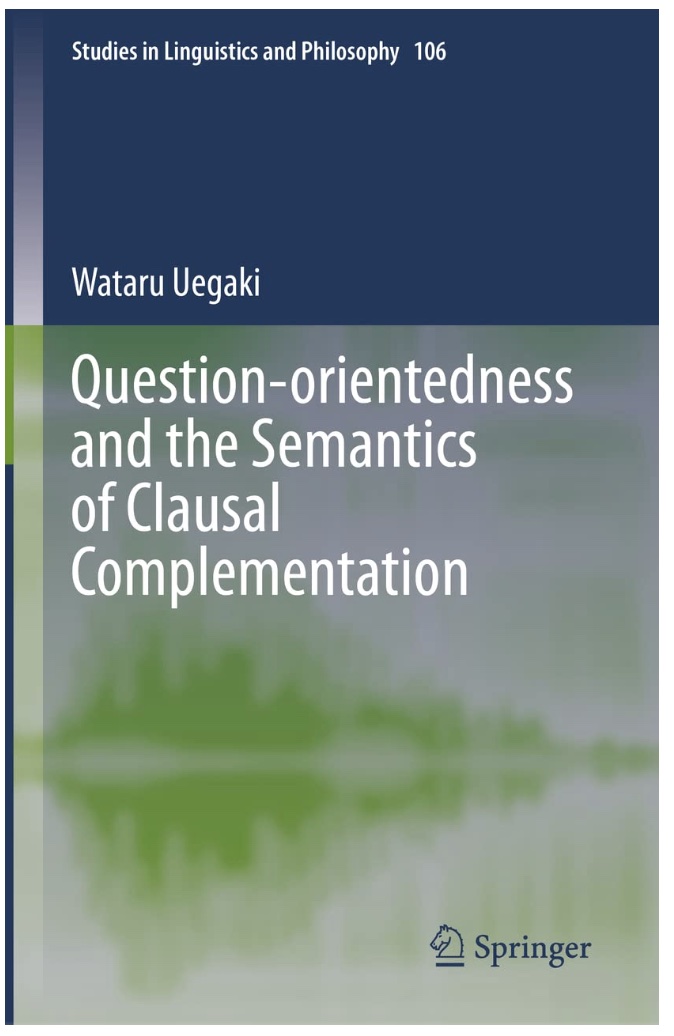 Studies in Linguistics and Philosophy 106
Wataru Uegaki
Question-orientedness
and the Semantics
of Clausal
Complementation
Springer